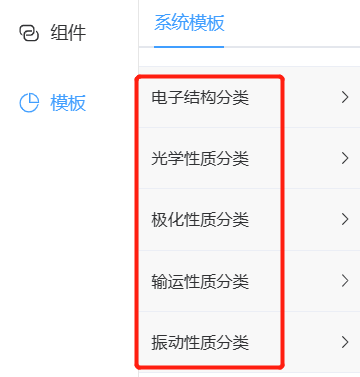 组件
系统模板
模板
电子结构分类
光学性质分类
极化性质分类
输运性质分类
振动性质分类